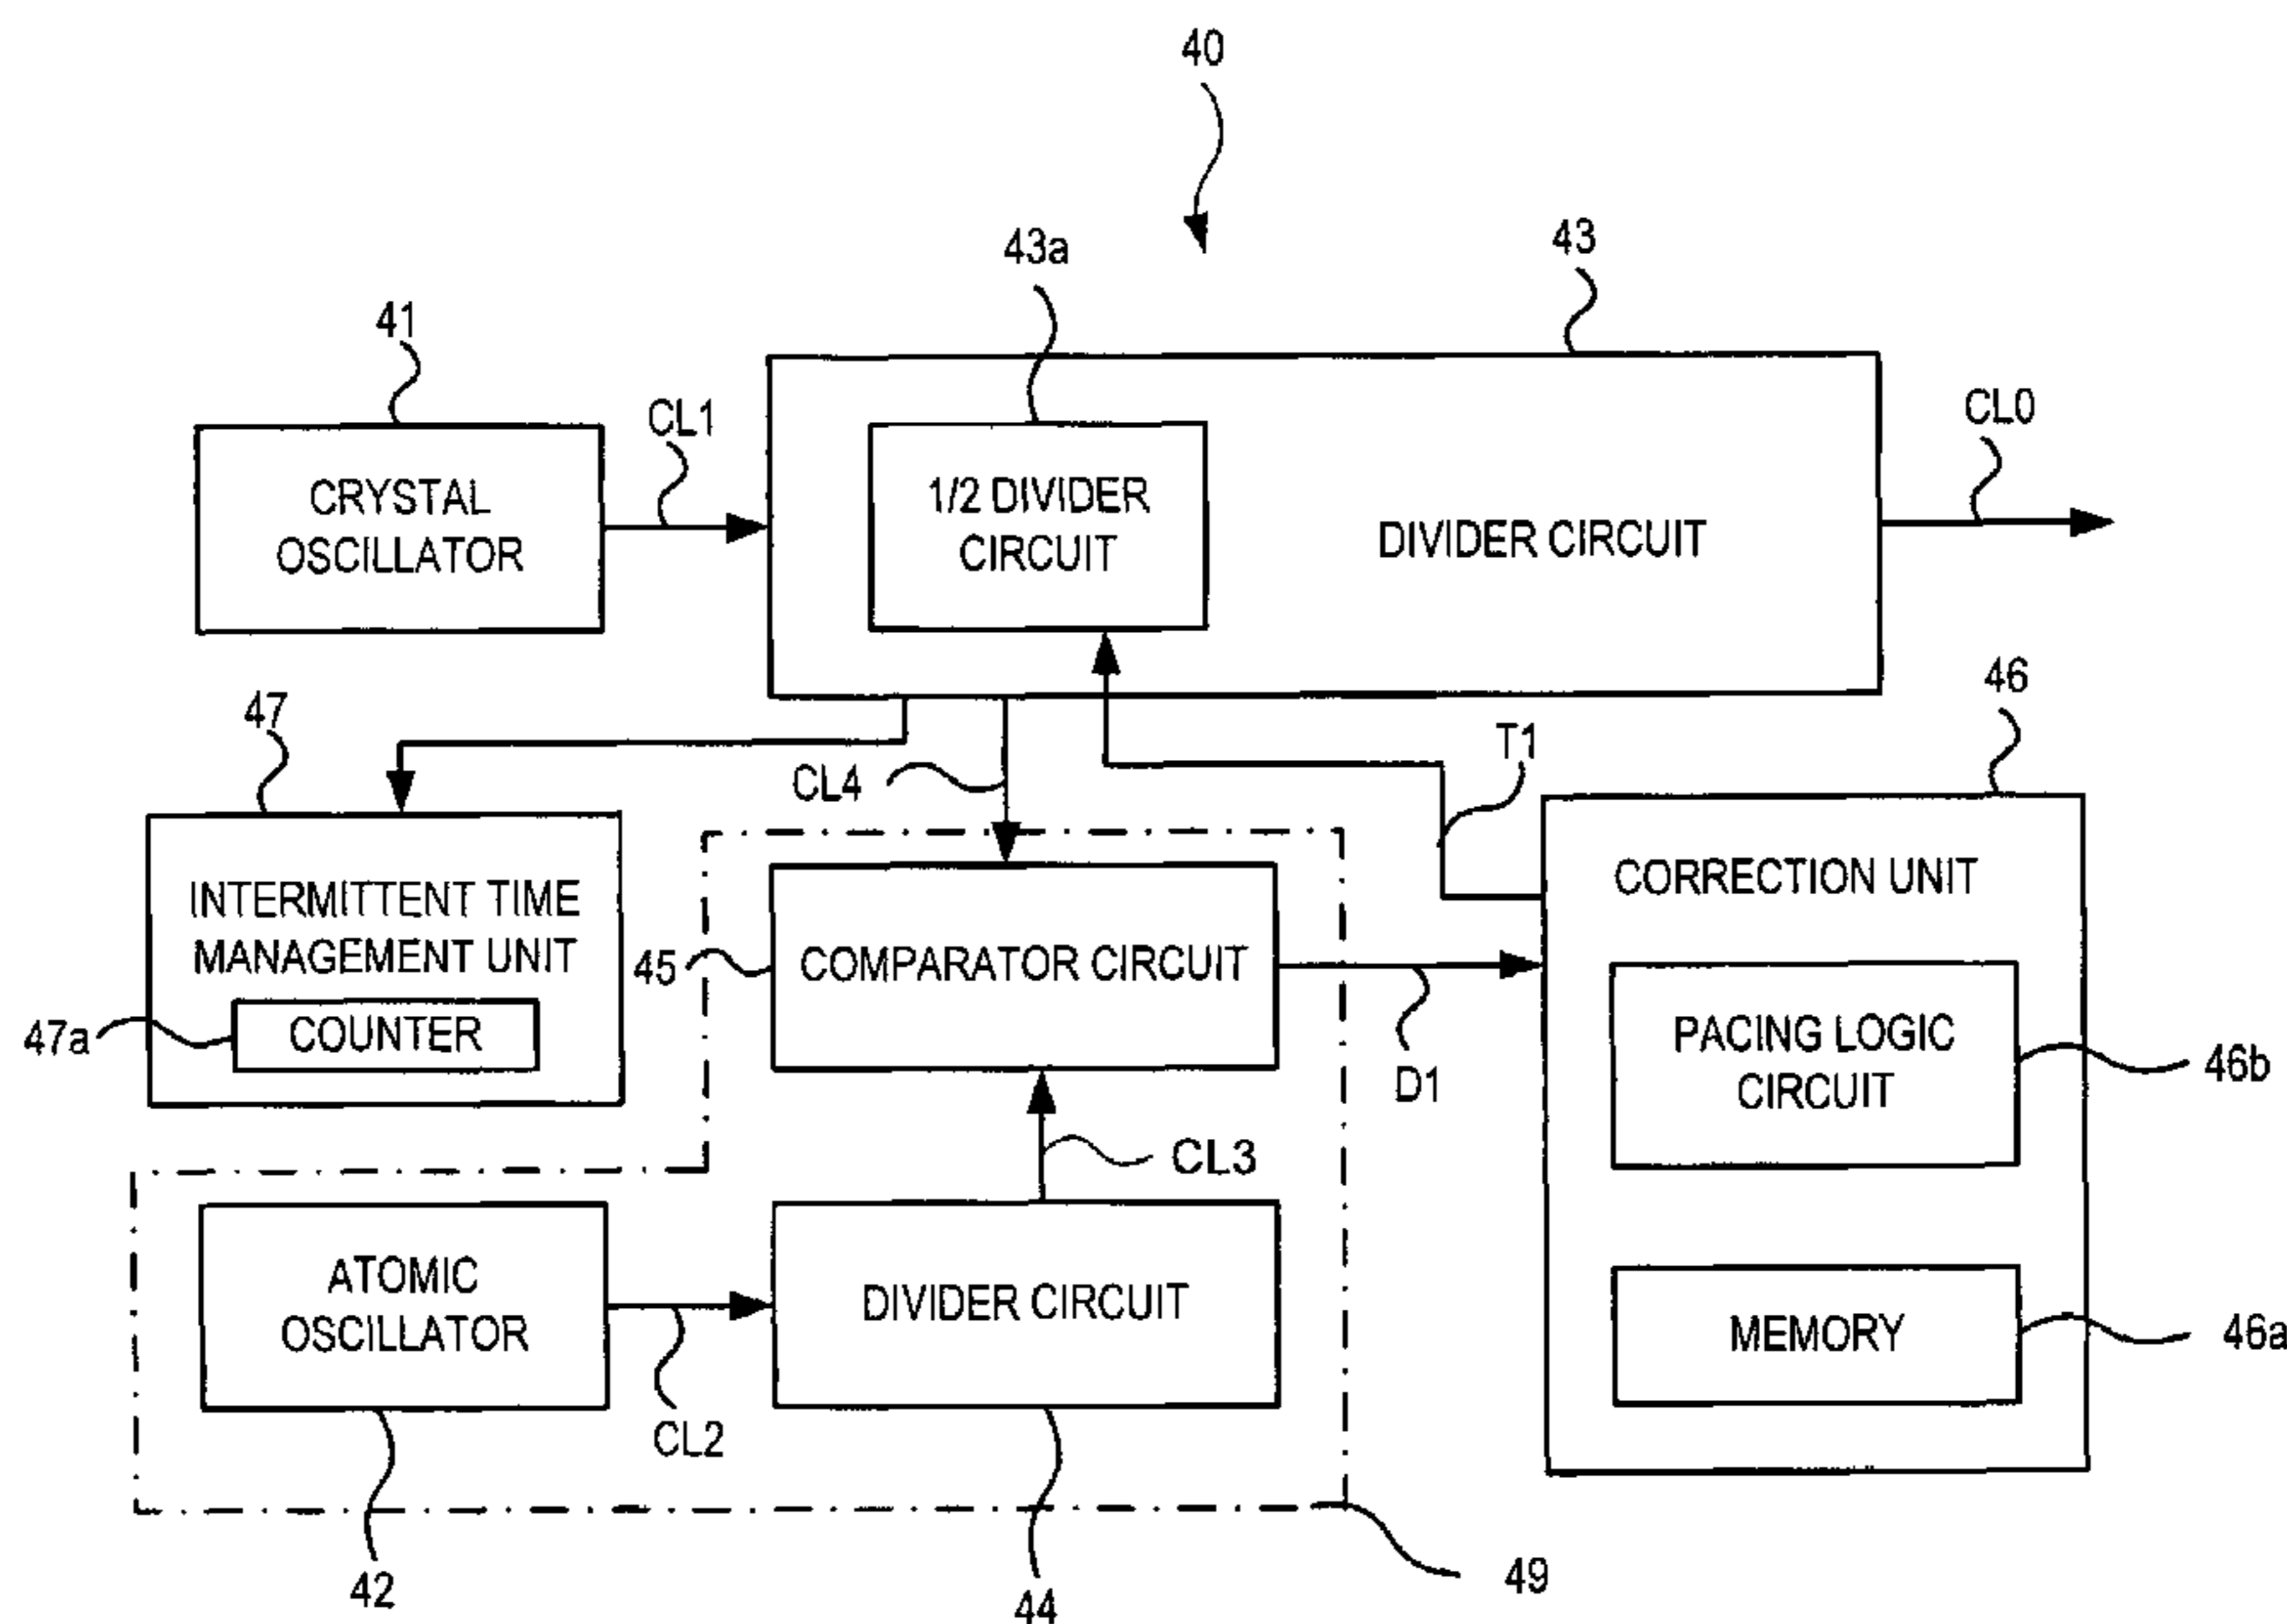 40
43a
43
41
CL1
CL0
CRYSTAL
OSCILLATOR
1/2 DIVIDER
CIRCUIT
DIVIDER CIRCUIT
47
CL4
T1
46
INTERMITTENT TIME
MANAGEMENT UNIT
47a
COUNTER
45
COMPARATOR CIRCUIT
D1
CORRECTION UNIT
PACING LOGIC
CIRCUIT
46b
CL3
ATOMIC
OSCILLATOR
CL2
DIVIDER CIRCUIT
MEMORY
46a
42
44
49